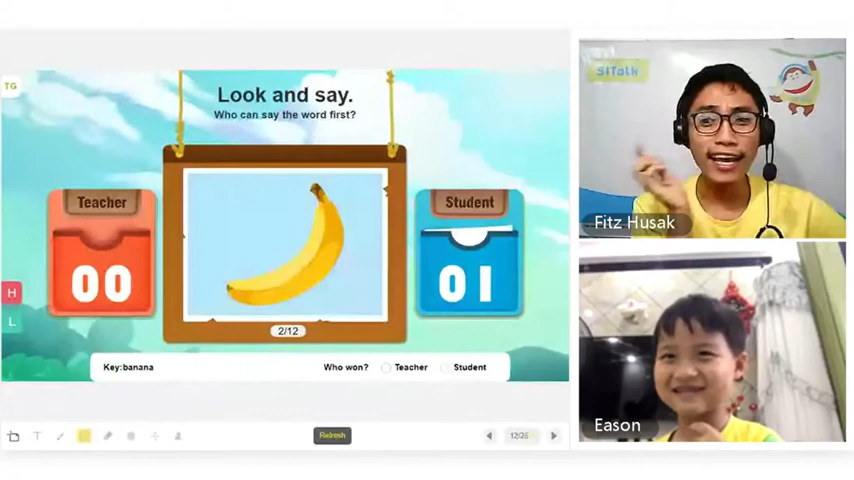 TG
Look and say.
Who can say the word first?
Teacher
00
Student
01
2/12
H
L
Key:banana
Who won?
Teacher
Student
T
Refresh
12/26
51Talk
Fitz Husak
Eason